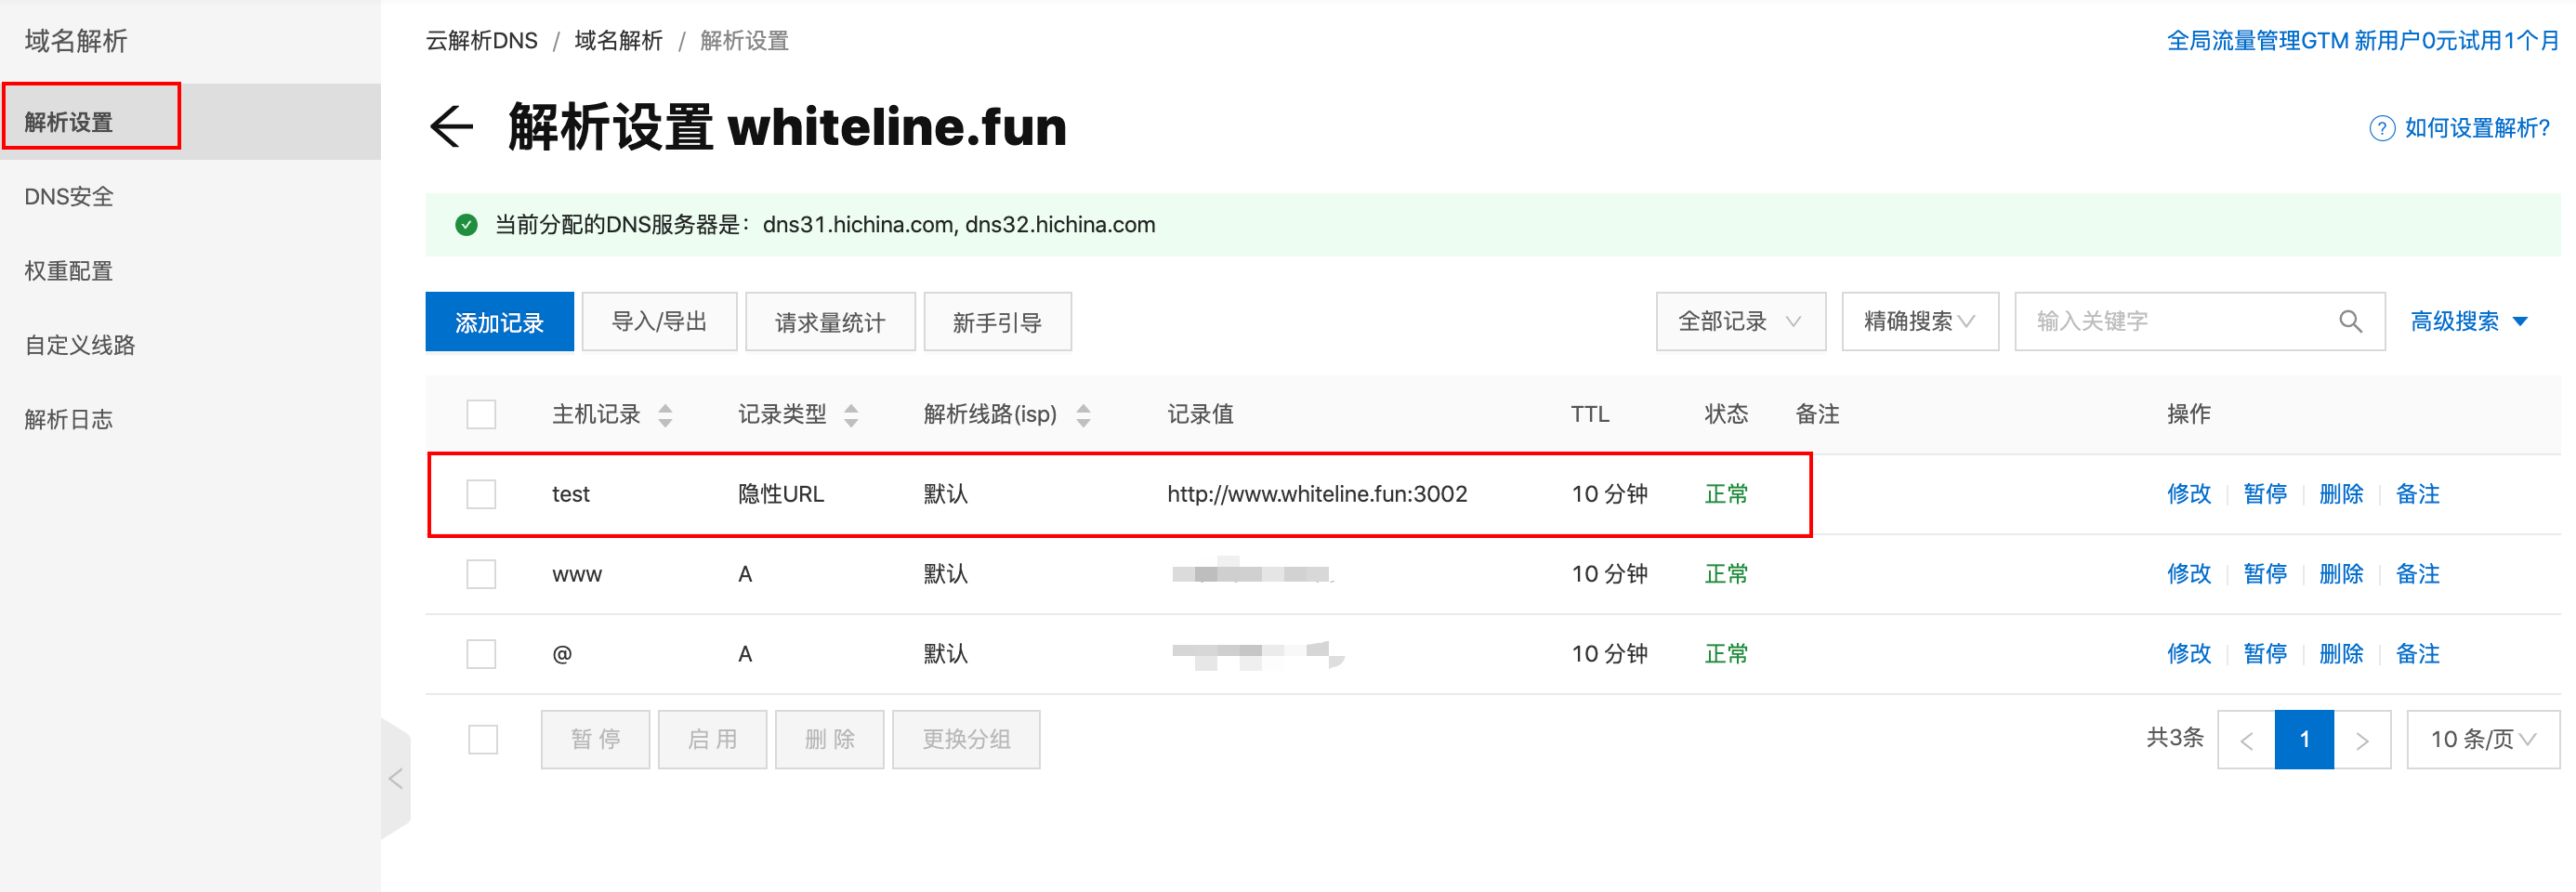 域名解析
解析设置
DNS安全
权重配置
自定义线路
解析日志
云解析DNS / 域名解析 / 解析设置
全局流量管理GTM 新用户0元试用1个月
解析设置 whiteline.fun
? 如何设置解析?
当前分配的DNS服务器是：dns31.hichina.com, dns32.hichina.com
添加记录 导入/导出 请求量统计 新手引导 全部记录 精确搜索 输入关键字 高级搜索
主机记录 记录类型 解析线路(isp) 记录值 TTL 状态 备注 操作
test 隐性URL 默认 http://www.whiteline.fun:3002 10 分钟 正常 修改 暂停 删除 备注
www A 默认 10 分钟 正常 修改 暂停 删除 备注
@ A 默认 10 分钟 正常 修改 暂停 删除 备注
暂 停 启 用 删 除 更换分组 共3条 < 1 > 10 条/页